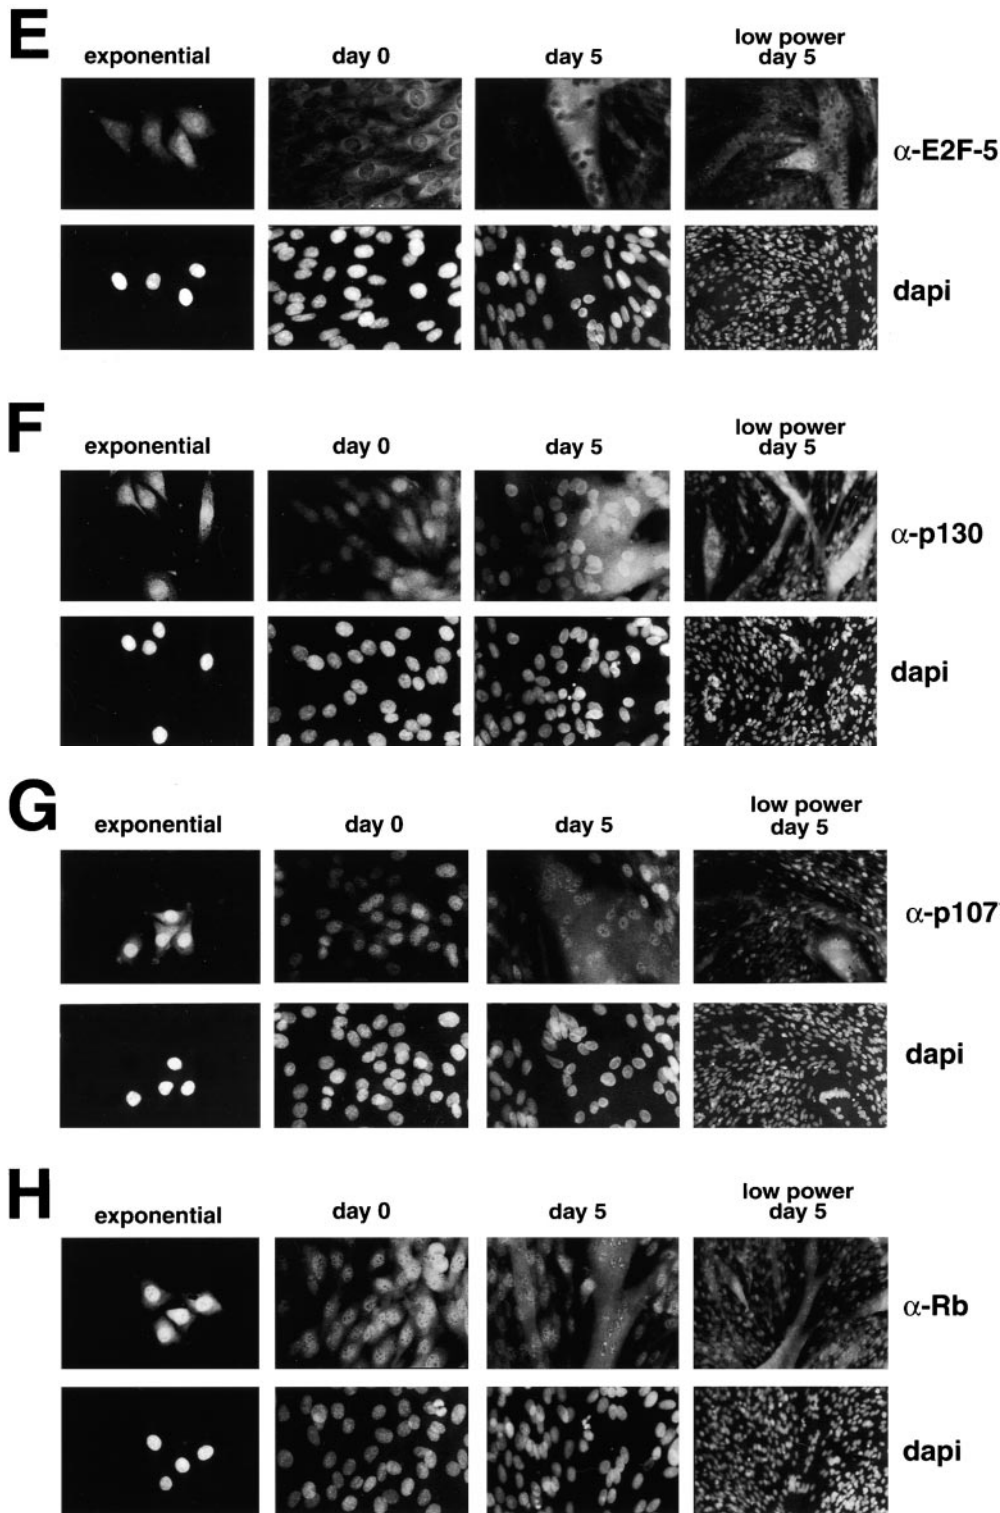 E
exponential
day 0
day 5
low power
day 5
α-E2F-5
dapi
F
exponential
day 0
day 5
low power
day 5
α-p130
dapi
G
exponential
day 0
day 5
low power
day 5
α-p107
dapi
H
exponential
day 0
day 5
low power
day 5
α-Rb
dapi